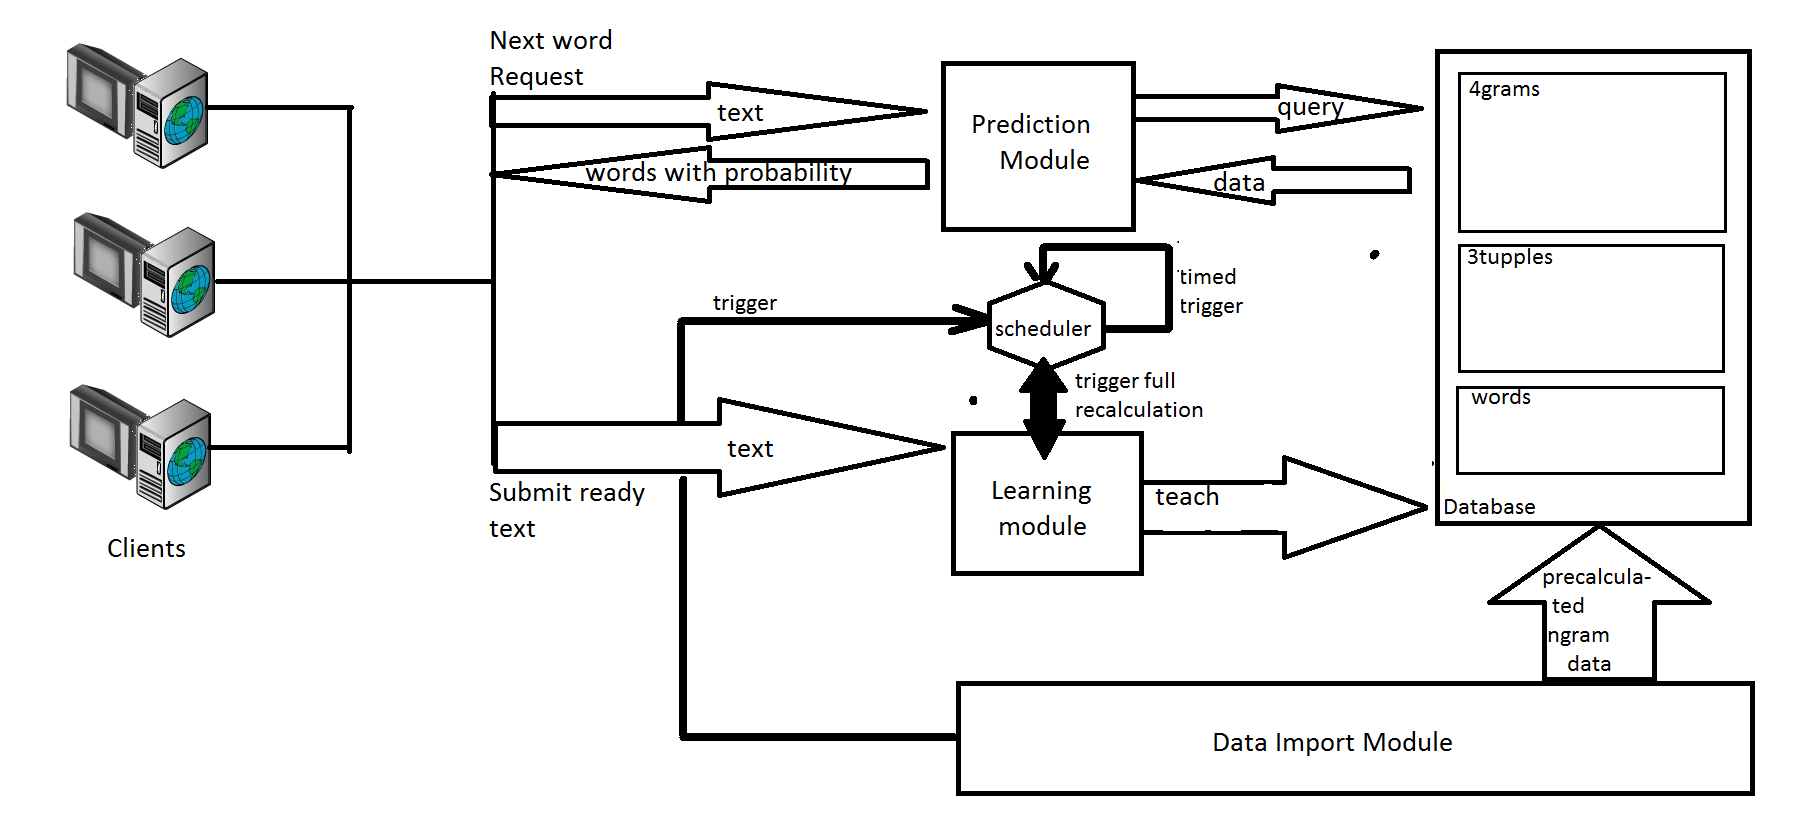 Next word
Request
text
words with probability
Prediction
Module
query
data
4grams
3tupples
words
Database
trigger
scheduler
timed
trigger
trigger full
recalculation
text
Submit ready
text
Learning
module
teach
Clients
precalcula-
ted
ngram
data
Data Import Module